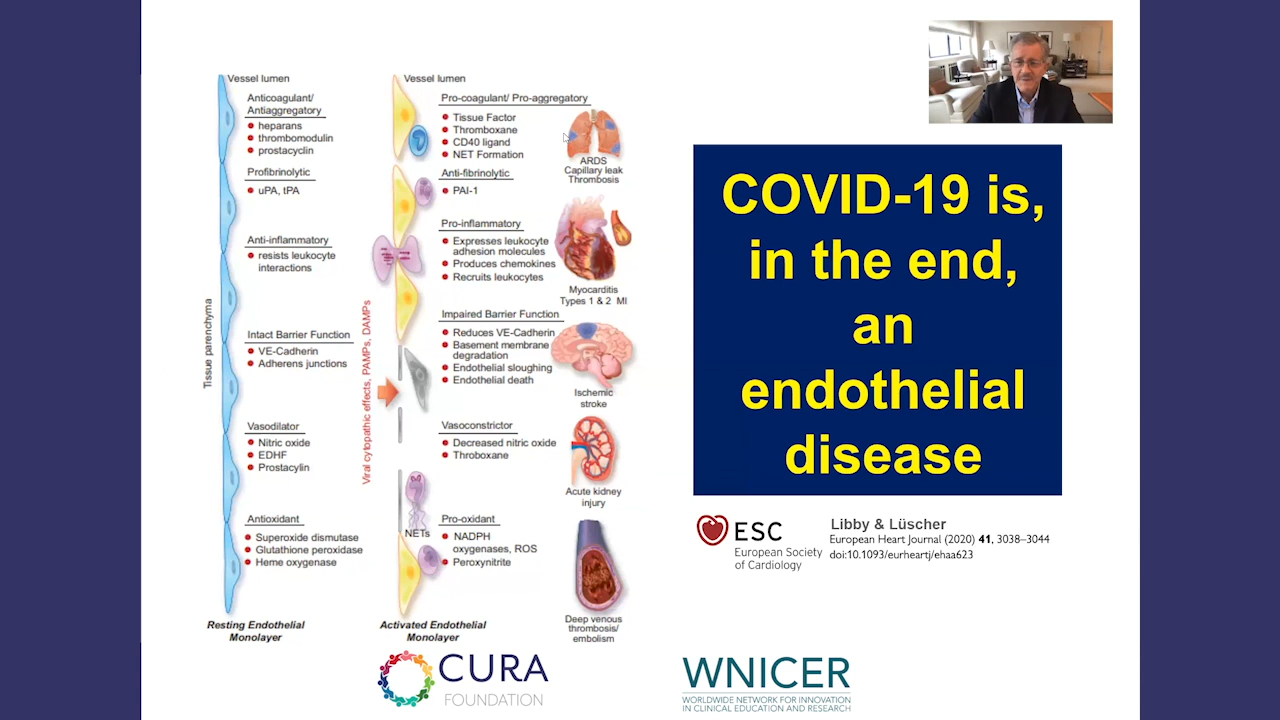 Vessel lumen
Anticoagulant/
Antiaggregatory
heparans
thrombomodulin
prostacyclin
Profibrinolytic
uPA, tPA
Anti-inflammatory
resists leukocyte
interactions
Intact Barrier Function
VE-Cadherin
Adherens junctions
Vasodilator
Nitric oxide
EDHF
Prostacylin
Antioxidant
Superoxide dismutase
Glutathione peroxidase
Heme oxygenase
Tissue parenchyma
Resting Endothelial
Monolayer
Viral cytopathic effects, PAMPs, DAMPs
Vessel lumen
Pro-coagulant/ Pro-aggregatory
Tissue Factor
Thromboxane
CD40 ligand
NET Formation
Anti-fibrinolytic
PAI-1
Pro-inflammatory
Expresses leukocyte
adhesion molecules
Produces chemokines
Recruits leukocytes
Impaired Barrier Function
Reduces VE-Cadherin
Basement membrane
degradation
Endothelial sloughing
Endothelial death
Vasoconstrictor
Decreased nitric oxide
Throboxane
NETs
Pro-oxidant
NADPH
oxygenases, ROS
Peroxynitrite
Activated Endothelial
Monolayer
ARDS
Capillary leak
Thrombosis
Myocarditis
Types 1 & 2 MI
Ischemic
stroke
Acute kidney
injury
Deep venous
thrombosis/
embolism
COVID-19 is,
in the end,
an
endothelial
disease
ESC
European Society
of Cardiology
Libby & Lüscher
European Heart Journal (2020) 41, 3038–3044
doi:10.1093/eurheartj/ehaa623
CURA
FOUNDATION
WNICER
WORLDWIDE NETWORK FOR INNOVATION
IN CLINICAL EDUCATION AND RESEARCH